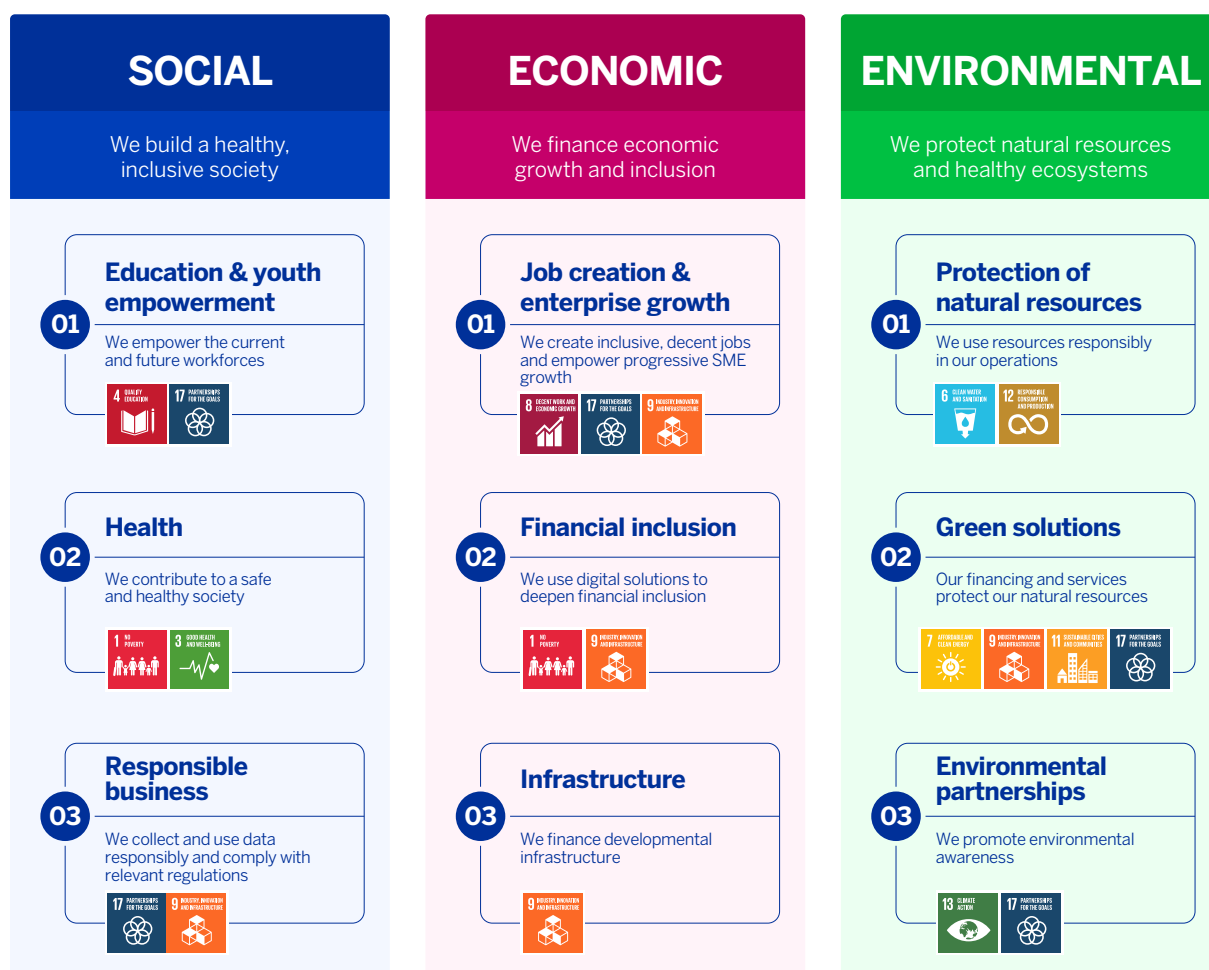 SOCIAL
We build a healthy,
inclusive society
01
Education & youth
empowerment
We empower the current
and future workforces
4 QUALITY
EDUCATION
17 PARTNERSHIPS
FOR THE GOALS
02
Health
We contribute to a safe
and healthy society
1 NO
POVERTY
3 GOOD HEALTH
AND WELL-BEING
03
Responsible
business
We collect and use data
responsibly and comply with
relevant regulations
17 PARTNERSHIPS
FOR THE GOALS
9 INDUSTRY, INNOVATION
AND INFRASTRUCTURE
ECONOMIC
We finance economic
growth and inclusion
01
Job creation &
enterprise growth
We create inclusive, decent jobs
and empower progressive SME
growth
8 DECENT WORK AND
ECONOMIC GROWTH
17 PARTNERSHIPS
FOR THE GOALS
9 INDUSTRY, INNOVATION
AND INFRASTRUCTURE
02
Financial inclusion
We use digital solutions to
deepen financial inclusion
1 NO
POVERTY
9 INDUSTRY, INNOVATION
AND INFRASTRUCTURE
03
Infrastructure
We finance developmental
infrastructure
9 INDUSTRY, INNOVATION
AND INFRASTRUCTURE
ENVIRONMENTAL
We protect natural resources
and healthy ecosystems
01
Protection of
natural resources
We use resources responsibly
in our operations
6 CLEAN WATER
AND SANITATION
12 RESPONSIBLE
CONSUMPTION
AND PRODUCTION
02
Green solutions
Our financing and services
protect our natural resources
7 AFFORDABLE AND
CLEAN ENERGY
9 INDUSTRY, INNOVATION
AND INFRASTRUCTURE
11 SUSTAINABLE CITIES
AND COMMUNITIES
17 PARTNERSHIPS
FOR THE GOALS
03
Environmental
partnerships
We promote environmental
awareness
13 CLIMATE
ACTION
17 PARTNERSHIPS
FOR THE GOALS